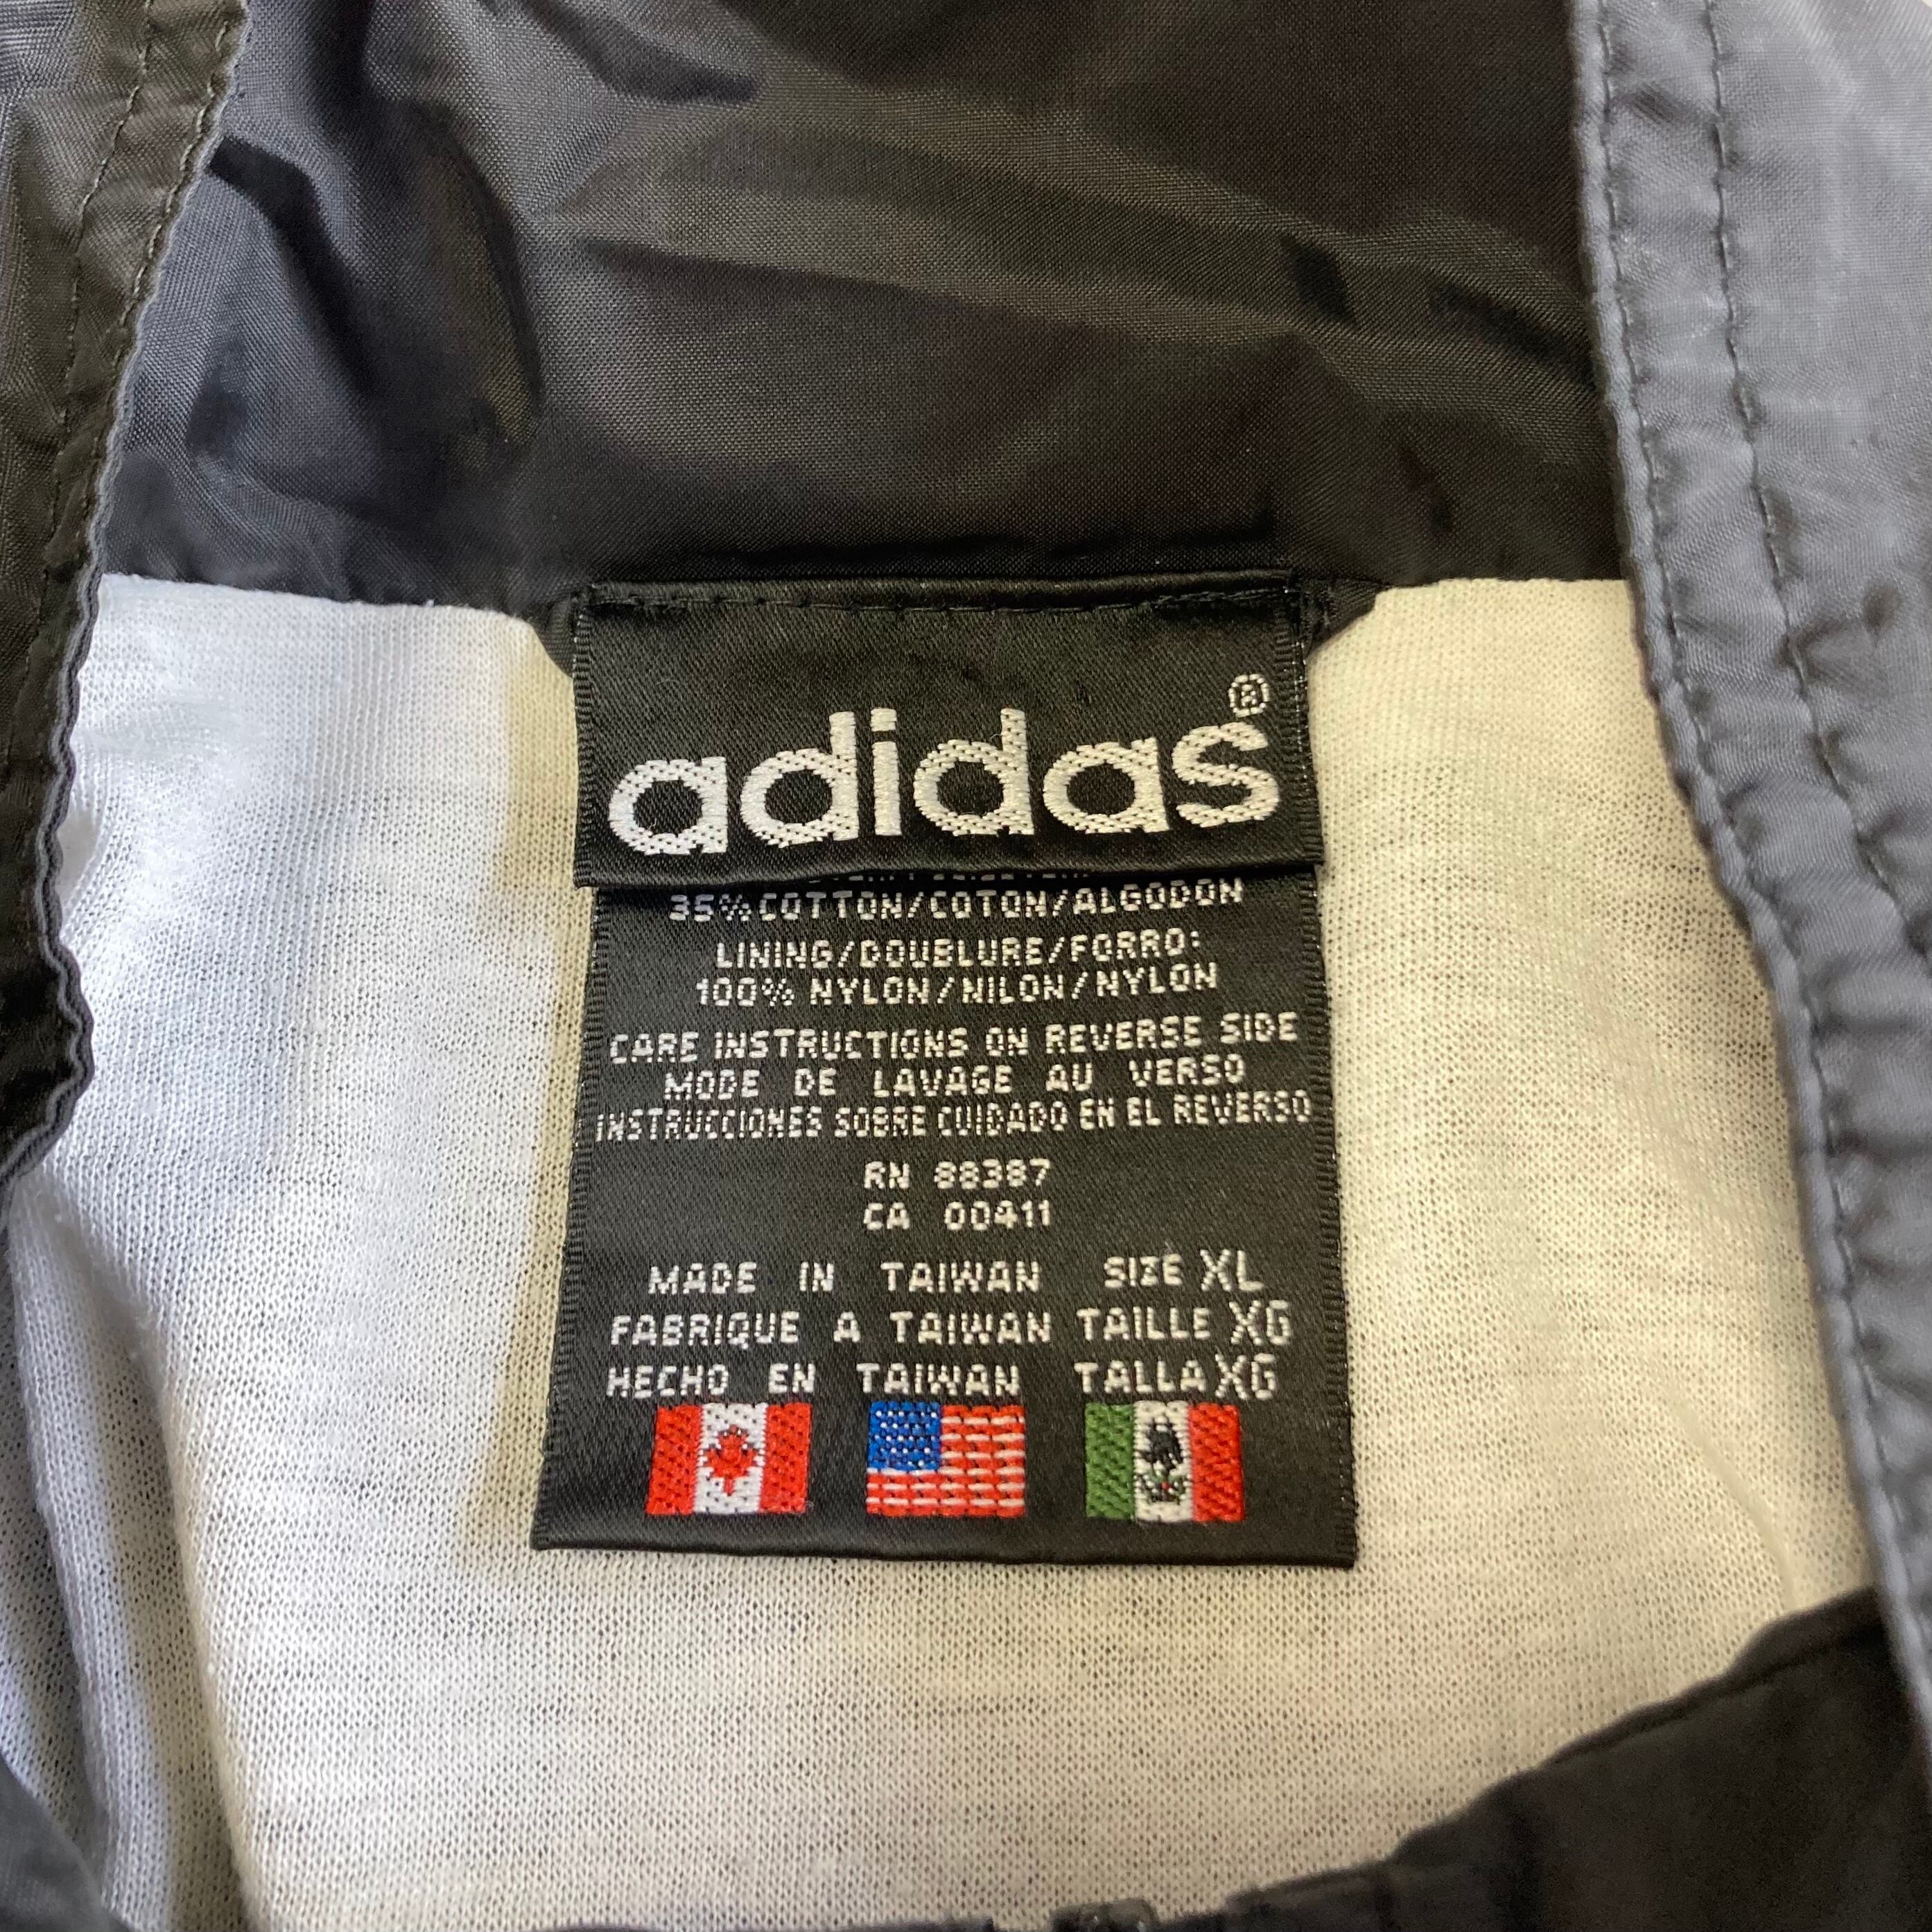 adidas®
35% COTTON/COTON/ALGODON
LINING/DOUBLURE/FORRO:
100% NYLON/NILON/NYLON
CARE INSTRUCTIONS ON REVERSE SIDE
MODE DE LAVAGE AU VERSO
INSTRUCCIONES SOBRE CUIDADO EN EL REVERSO
RN 88387
CA 00411
MADE IN TAIWAN SIZE XL
FABRIQUE A TAIWAN TAILLE XG
HECHO EN TAIWAN TALLA XG